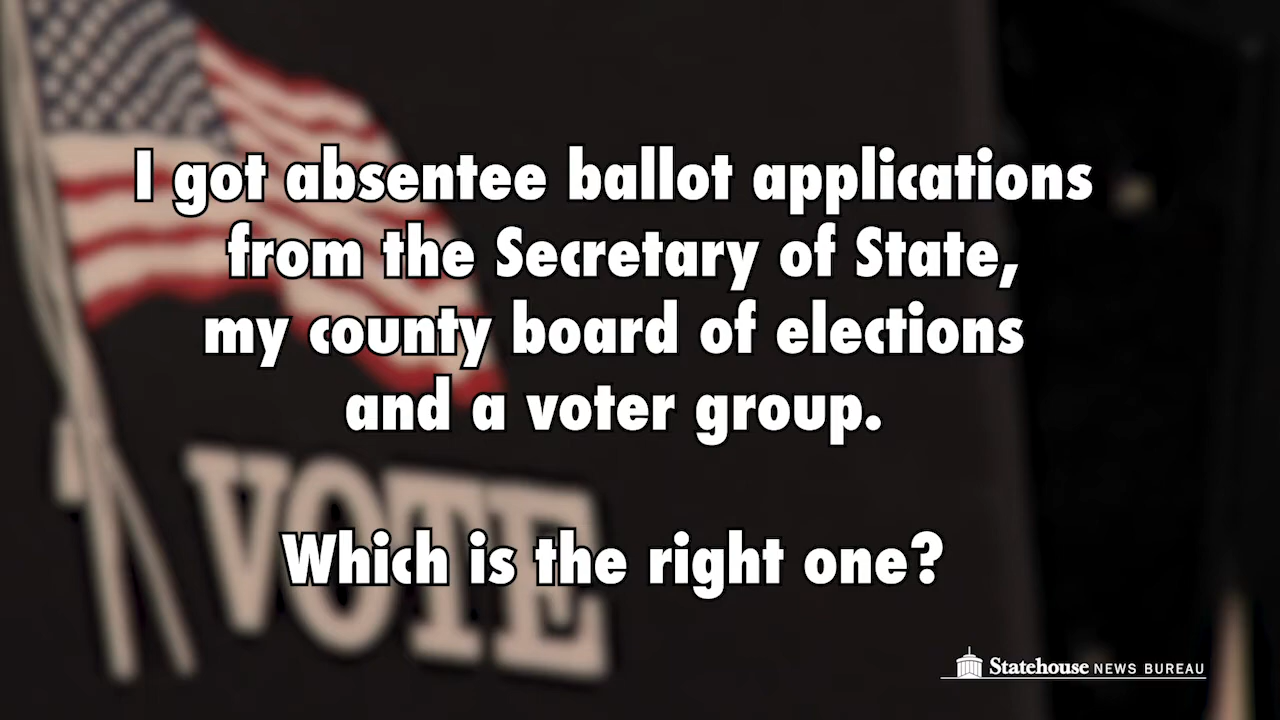 I got absentee ballot applications
from the Secretary of State,
my county board of elections
and a voter group.
Which is the right one?
VOTE
Statehouse NEWS BUREAU